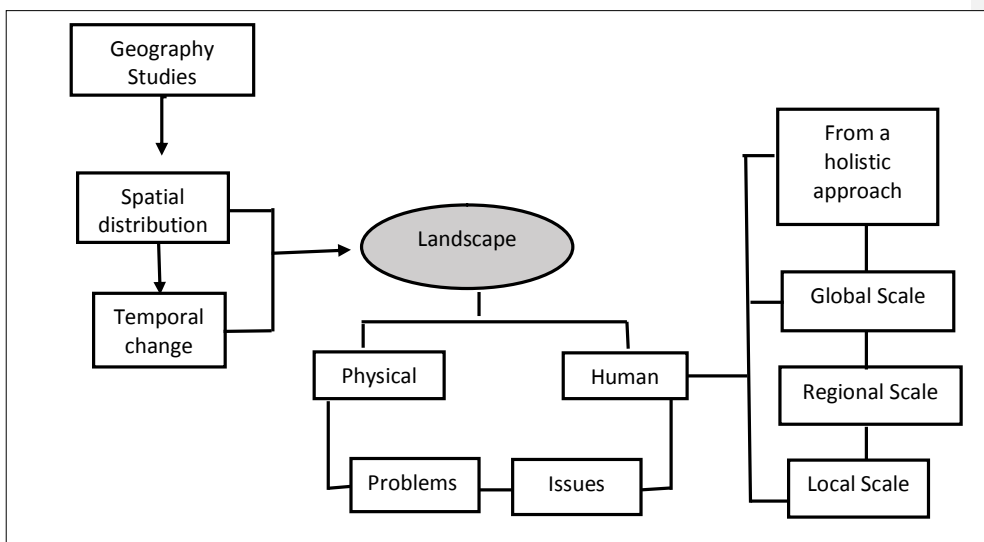 Geography
Studies
Spatial
distribution
Temporal
change
Landscape
Physical
Human
Problems
Issues
From a
holistic
approach
Global Scale
Regional Scale
Local Scale